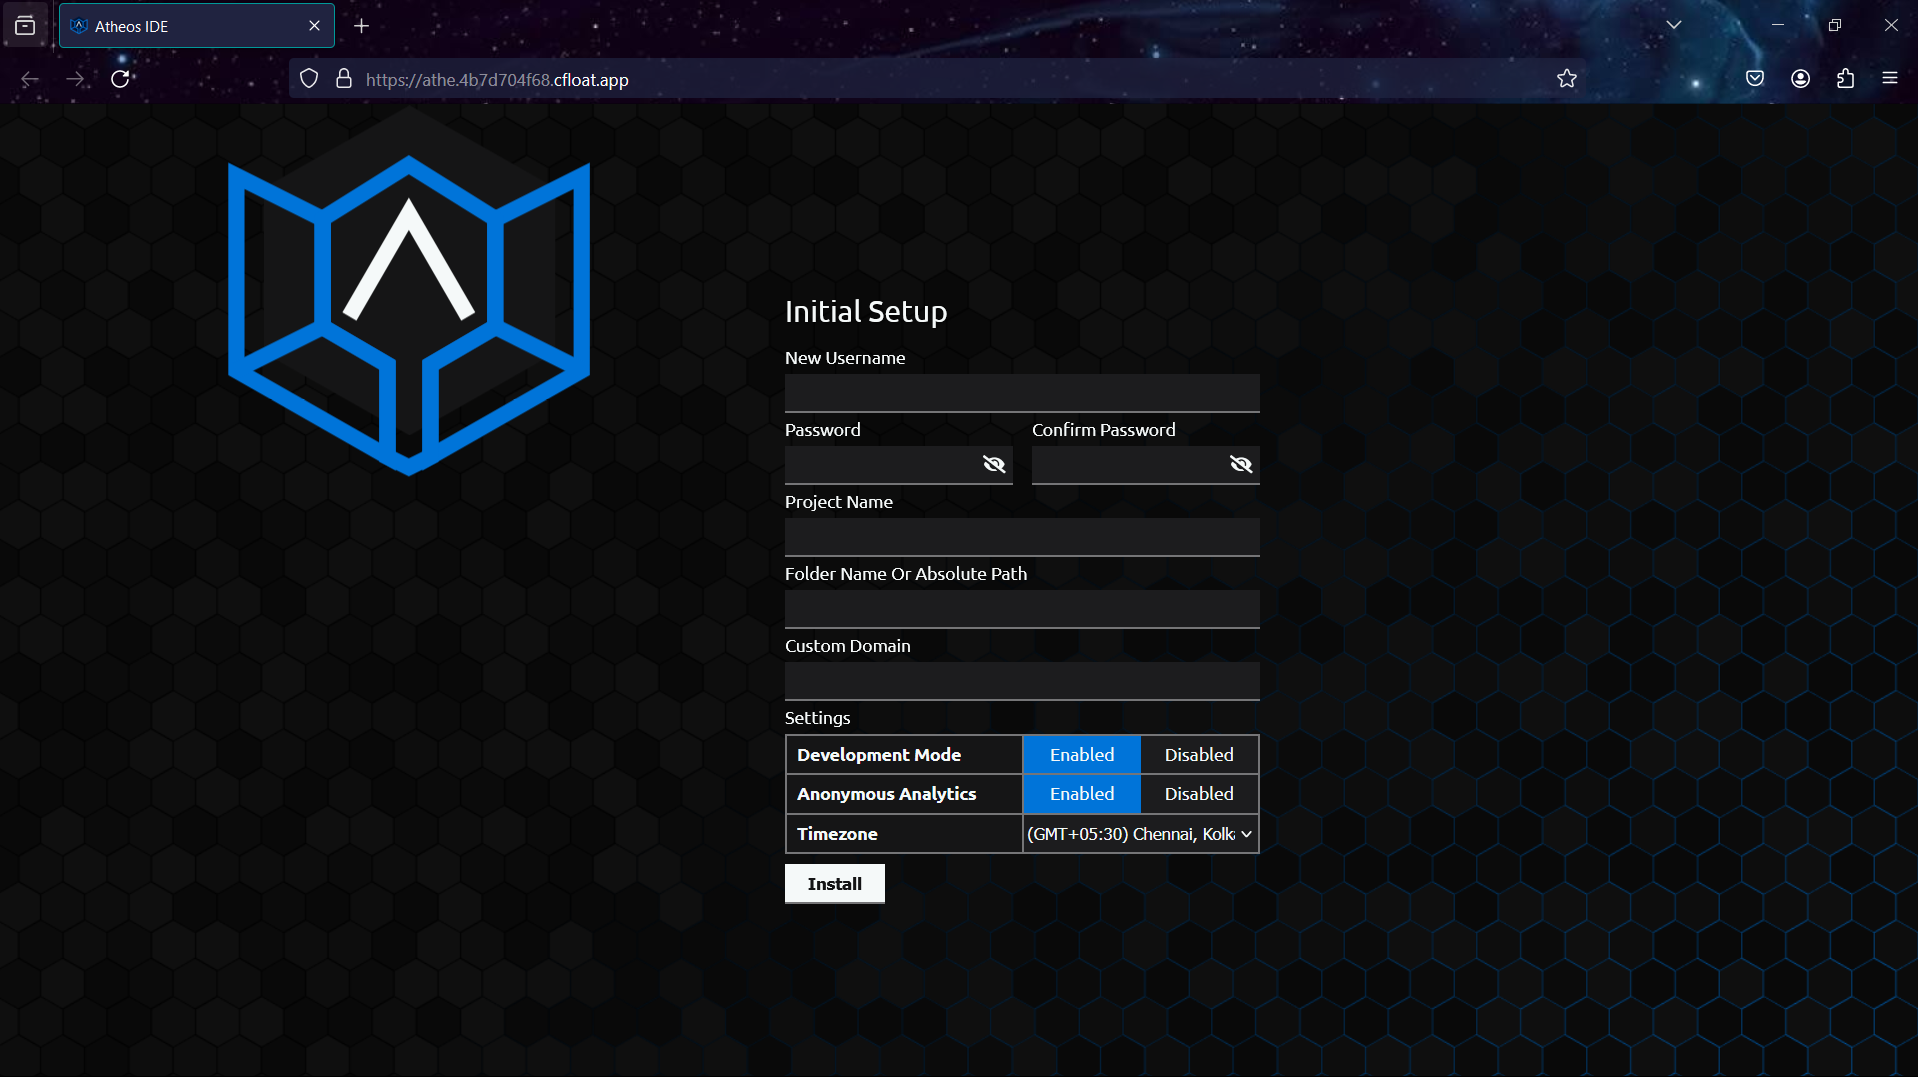 Atheos IDE
https://athe.4b7d704f68.cfloat.app
Initial Setup
New Username
Password Confirm Password
Project Name
Folder Name Or Absolute Path
Custom Domain
Settings
Development Mode Enabled Disabled
Anonymous Analytics Enabled Disabled
Timezone (GMT+05:30) Chennai, Kolk
Install